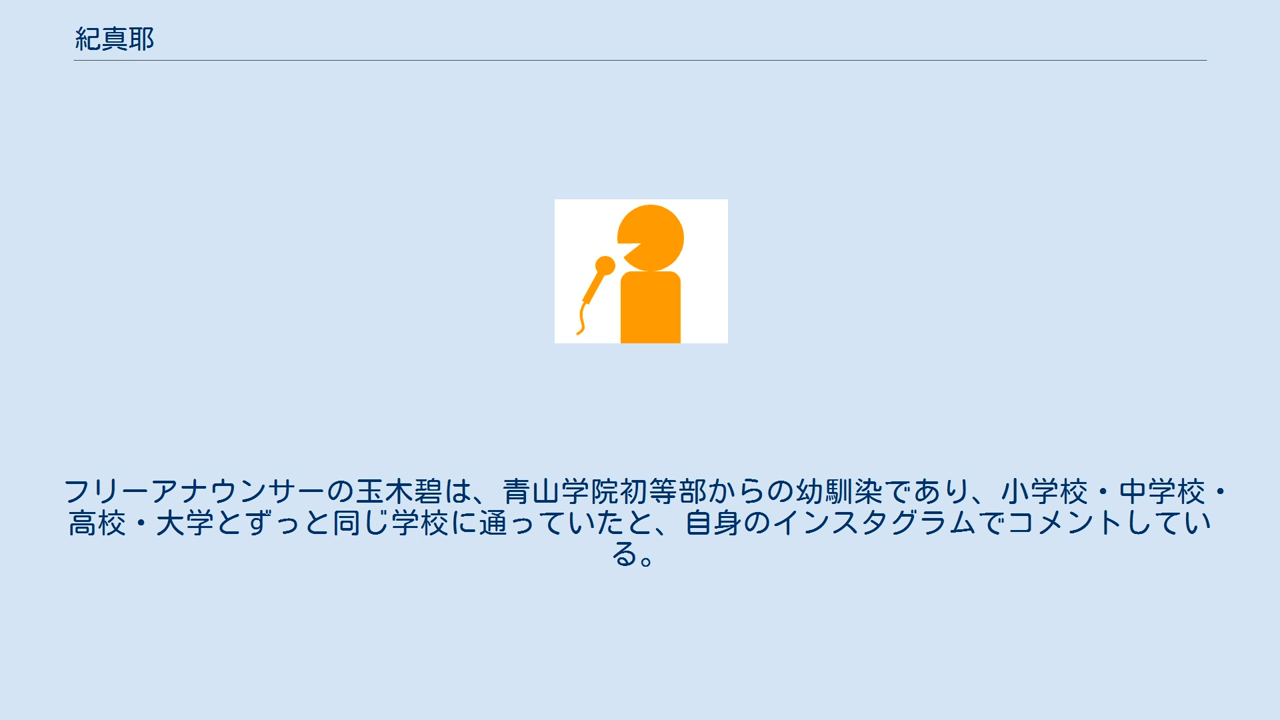 紀真耶
フリーアナウンサーの玉木碧は、青山学院初等部からの幼馴染であり、小学校・中学校・
高校・大学とずっと同じ学校に通っていたと、自身のインスタグラムでコメントしてい
る。